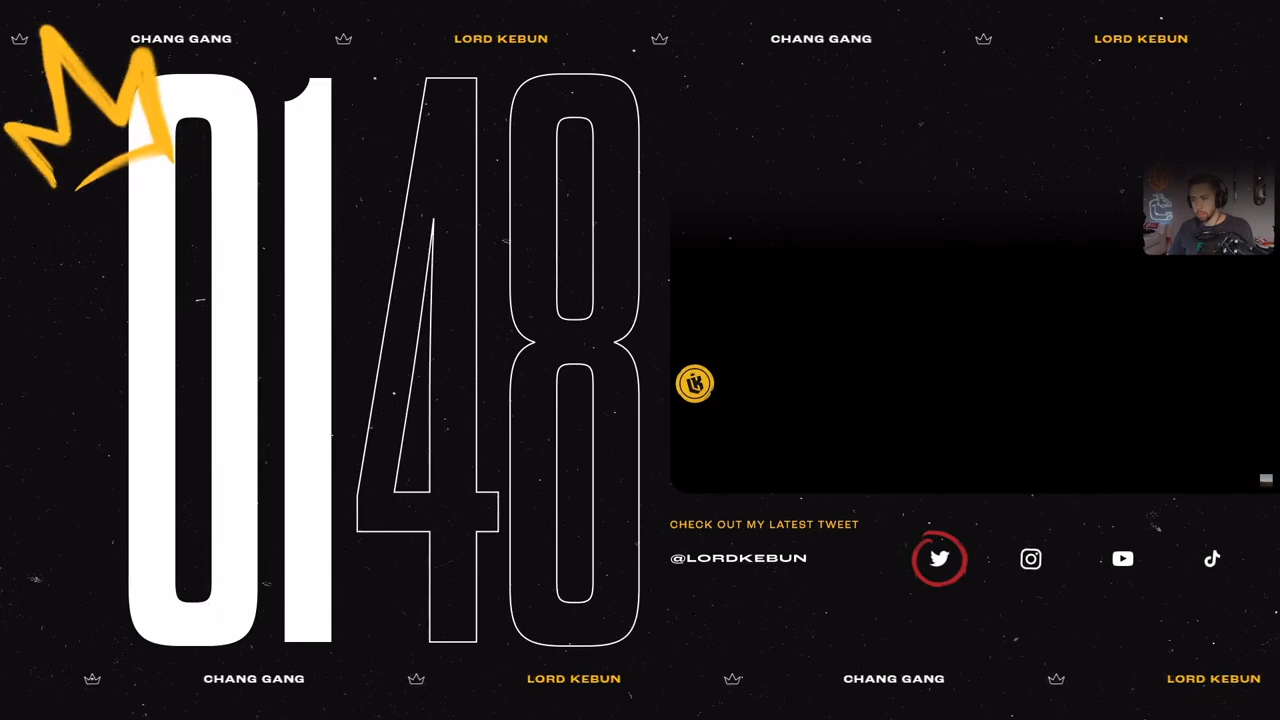 CHANG GANG LORD KEBUN CHANG GANG LORD KEBUN
0148
LK
CHECK OUT MY LATEST TWEET
@LORDKEBUN
CHANG GANG LORD KEBUN CHANG GANG LORD KEBUN